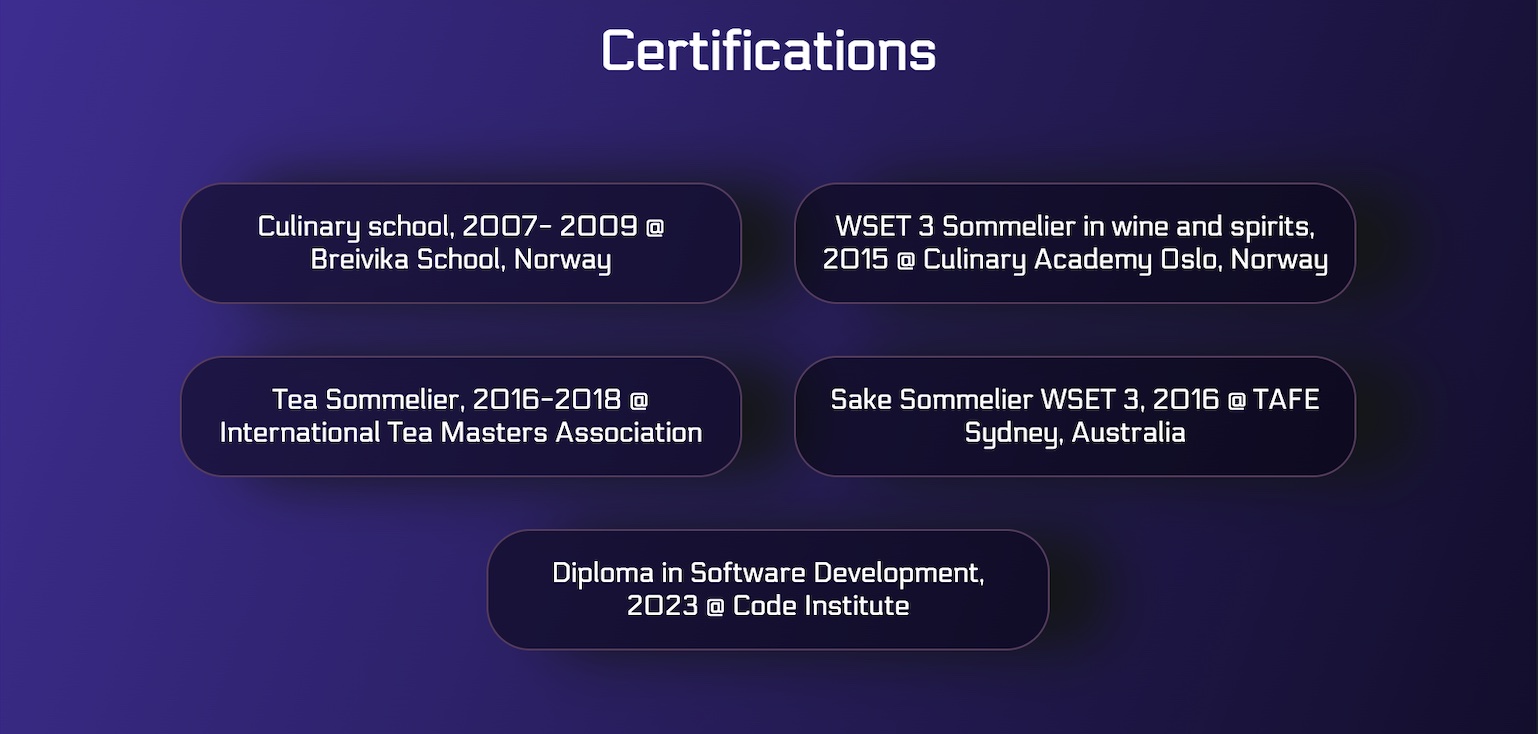 Certifications
Culinary school, 2007- 2009 @
Breivika School, Norway
WSET 3 Sommelier in wine and spirits,
2015 @ Culinary Academy Oslo, Norway
Tea Sommelier, 2016-2018 @
International Tea Masters Association
Sake Sommelier WSET 3, 2016 @ TAFE
Sydney, Australia
Diploma in Software Development,
2023 @ Code Institute